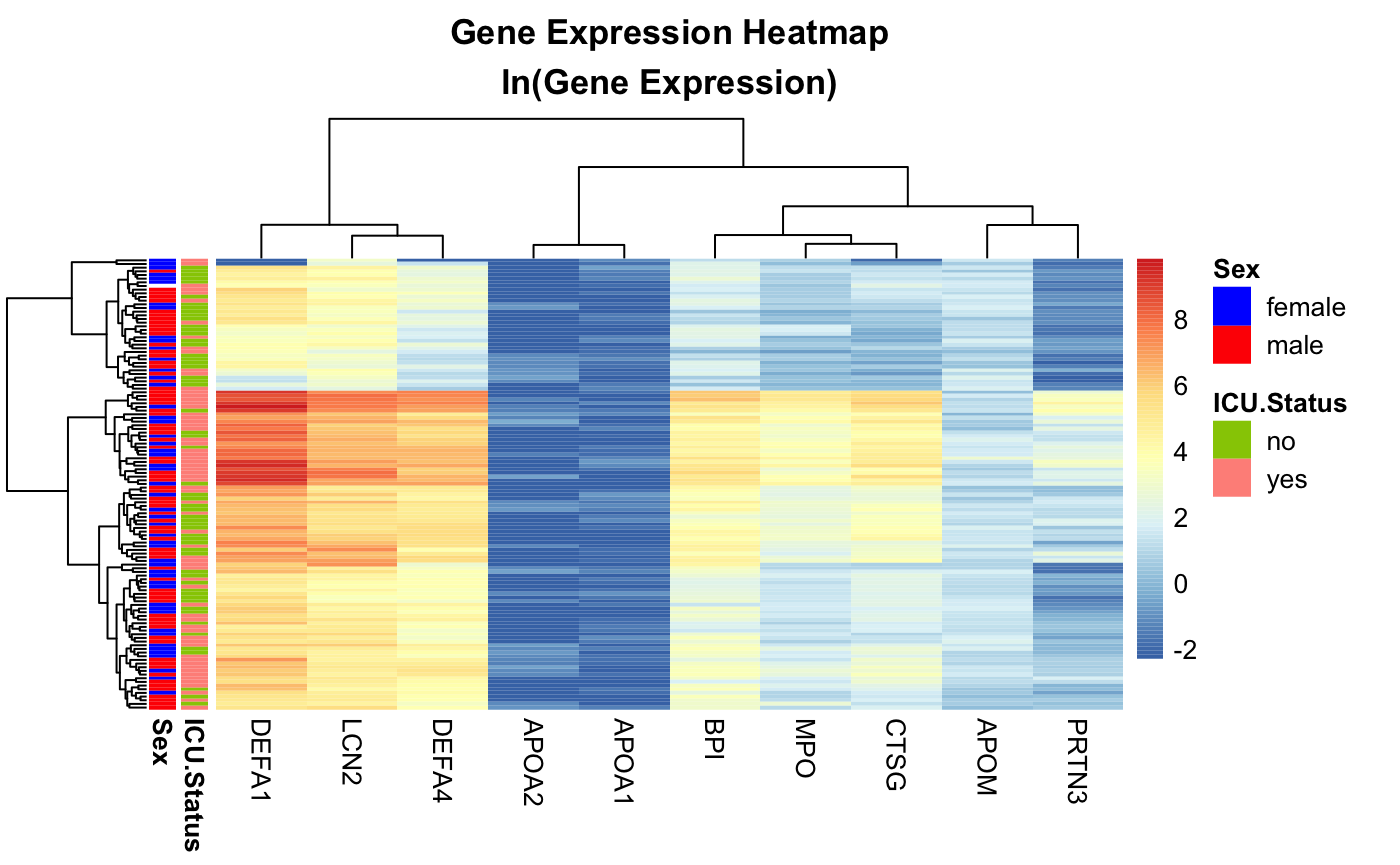 Gene Expression Heatmap
ln(Gene Expression)
Sex
female
male
ICU.Status
no
yes
8
6
4
2
0
-2
Sex
ICU.Status
DEFA1
LCN2
DEFA4
APOA2
APOA1
BPI
MPO
CTSG
APOM
PRTN3